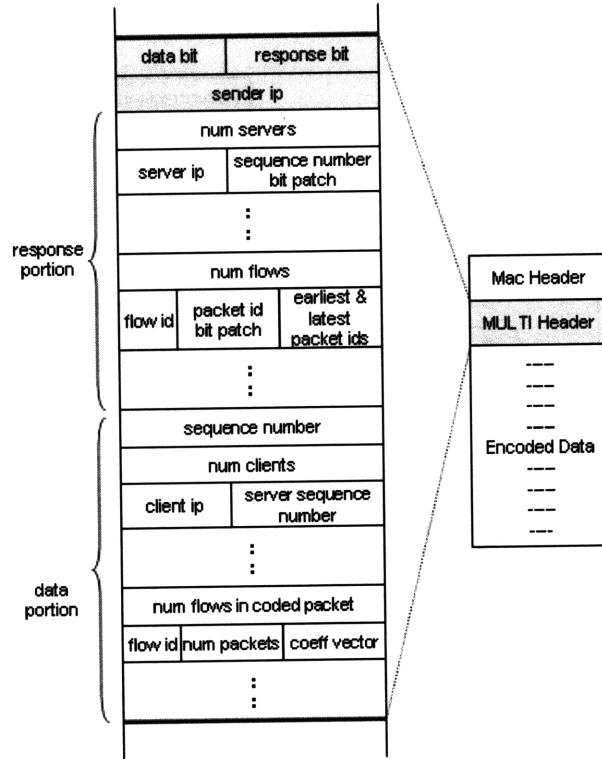 data bit
response bit
sender ip
num servers
server ip
sequence number
bit patch
response
portion
num flows
flow id
packet id
bit patch
earliest &
latest
packet ids
sequence number
num clients
client ip
server sequence
number
data
portion
num flows in coded packet
flow id
num packets
coeff vector
Mac Header
MULTI Header
Encoded Data